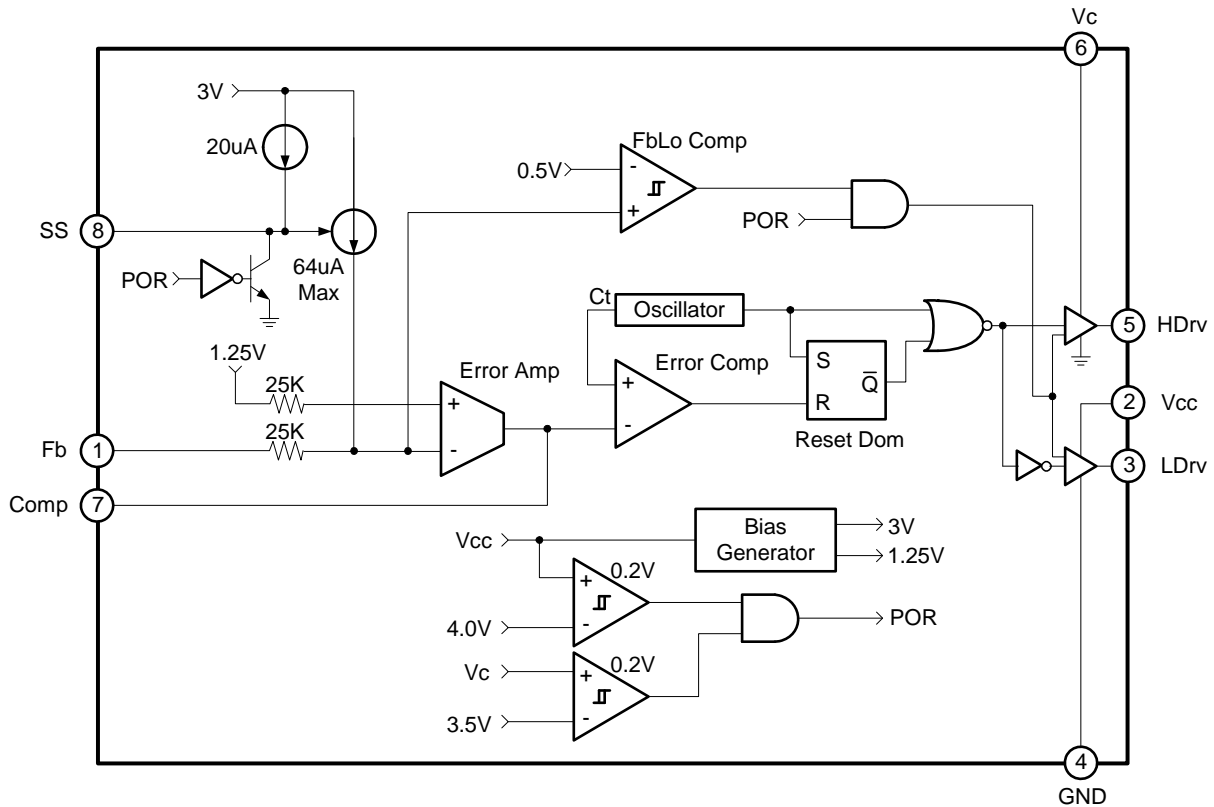 Vc
6
3V
20uA
FbLo Comp
0.5V
-
+
POR
SS
8
64uA
Max
POR
Ct
Oscillator
5
HDrv
1.25V
Error Amp
Error Comp
S
Q
R
25K
+
+
-
2
Vcc
Reset Dom
Fb
1
25K
-
3
LDrv
Comp
7
Vcc
Bias
Generator
3V
1.25V
0.2V
+
-
4.0V
POR
Vc
0.2V
+
-
3.5V
4
GND